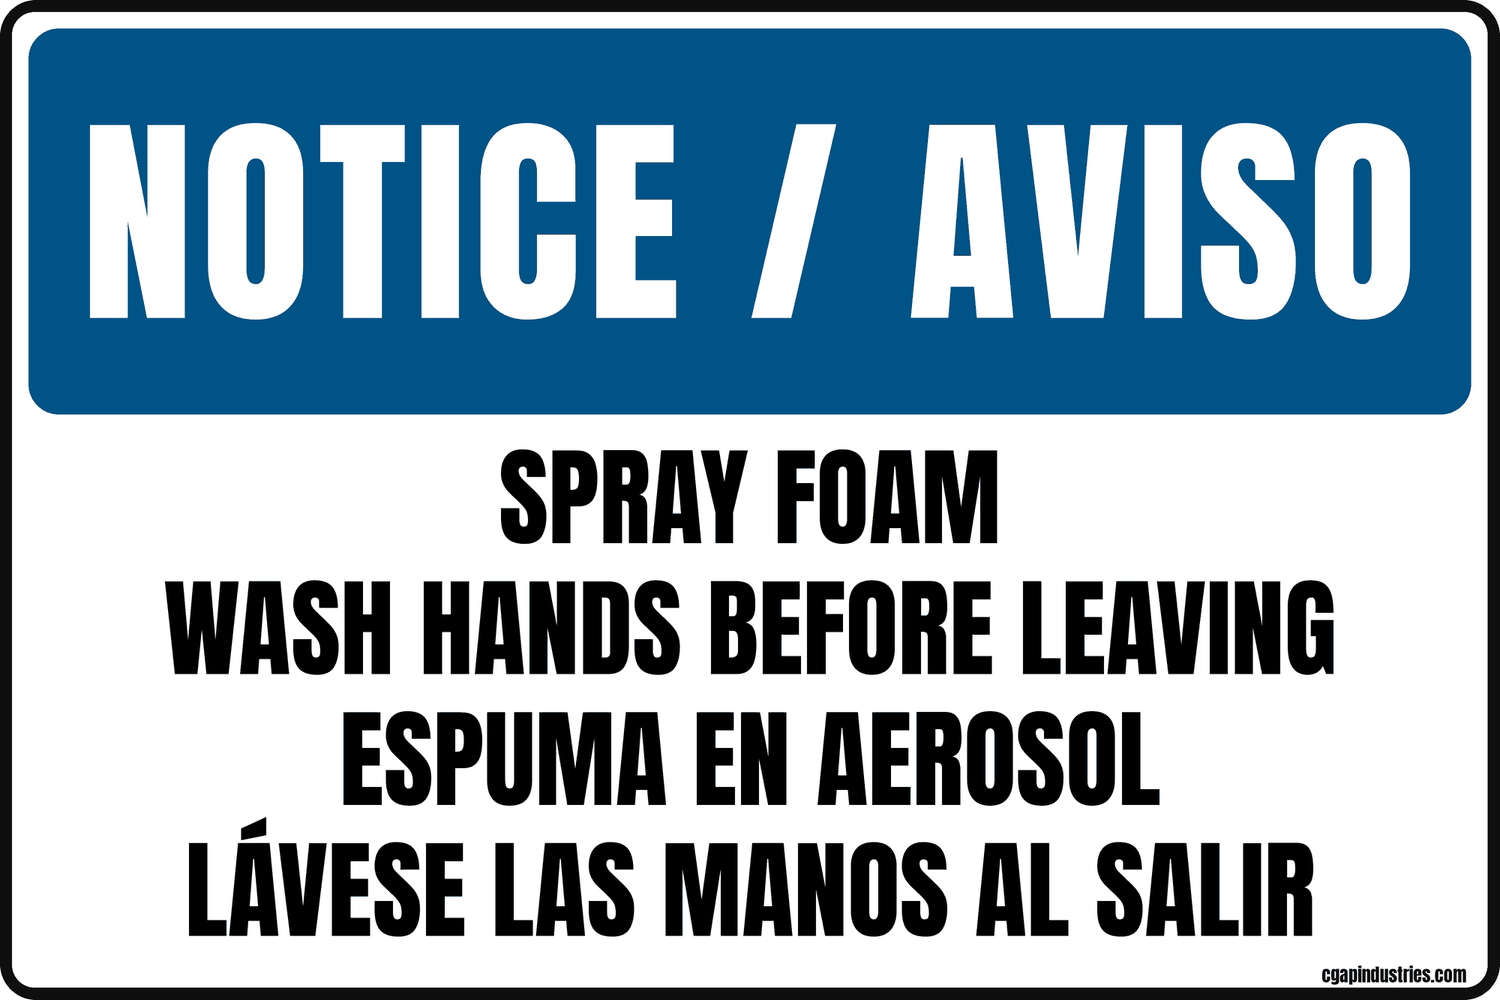 NOTICE / AVISO
SPRAY FOAM
WASH HANDS BEFORE LEAVING
ESPUMA EN AEROSOL
LÁVESE LAS MANOS AL SALIR
cgapindustries.com